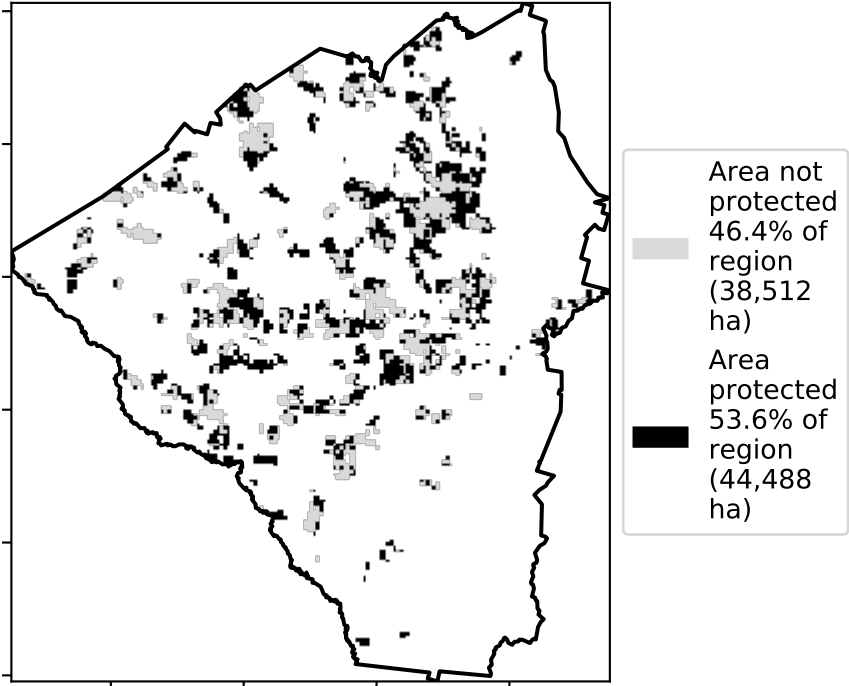 Area not
protected
46.4% of
region
(38,512
ha)
Area
protected
53.6% of
region
(44,488
ha)